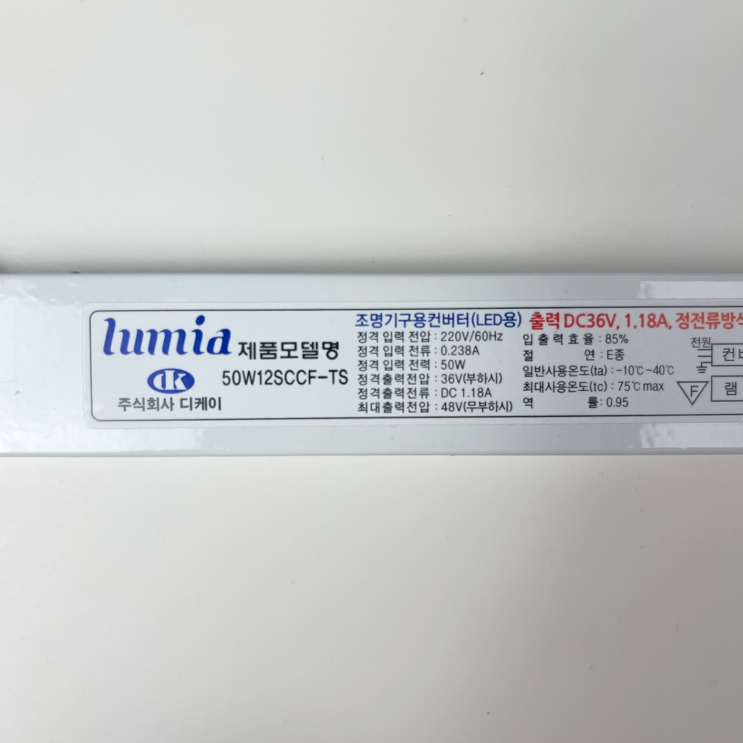 lumia 제품모델명
DK 50W12SCCF-TS
주식회사 디케이
조명기구용컨버터(LED용) 출력 DC36V, 1.18A, 정전류방식
정격 입력 전압 : 220V/60Hz
정격 입력 전류 : 0.238A
정격 입력 전력 : 50W
정격출력전압 : 36V(부하시)
정격출력전류 : DC 1.18A
최대출력전압 : 48V(무부하시)
입 출 력 효 율 : 85%
절 연 : E종
일반사용온도(ta) : -10℃~40℃
최대사용온도(tc) : 75℃ max
역 률: 0.95
전원
컨버
F 램